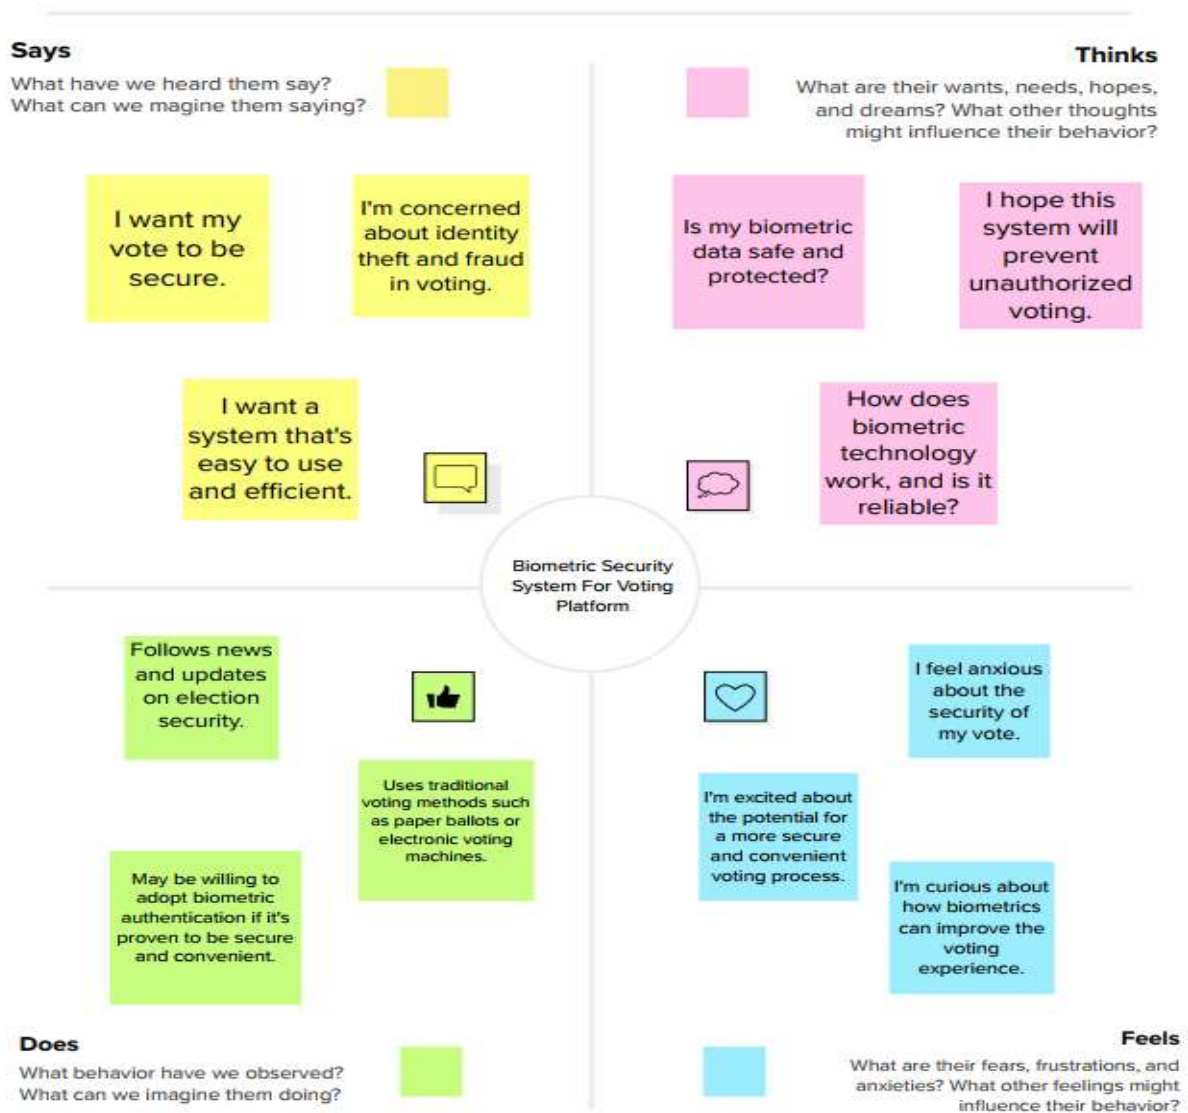 Says
What have we heard them say?
What can we magine them saying?
Thinks
What are their wants, needs, hopes,
and dreams? What other thoughts
might influence their behavior?
I want my
vote to be
secure.
I'm concerned
about identity
theft and fraud
in voting.
Is my biometric
data safe and
protected?
I hope this
system will
prevent
unauthorized
voting.
I want a
system that's
easy to use
and efficient.
How does
biometric
technology
work, and is it
reliable?
Biometric Security
System For Voting
Platform
Follows news
and updates
on election
security.
Uses traditional
voting methods such
as paper ballots or
electronic voting
machines.
May be willing to
adopt biometric
authentication if it's
proven to be secure
and convenient.
I feel anxious
about the
security of
my vote.
I'm excited about
the potential for
a more secure
and convenient
voting process.
I'm curious about
how biometrics
can improve the
voting
experience.
Does
What behavior have we observed?
What can we imagine them doing?
Feels
What are their fears, frustrations, and
anxieties? What other feelings might
influence their behavior?